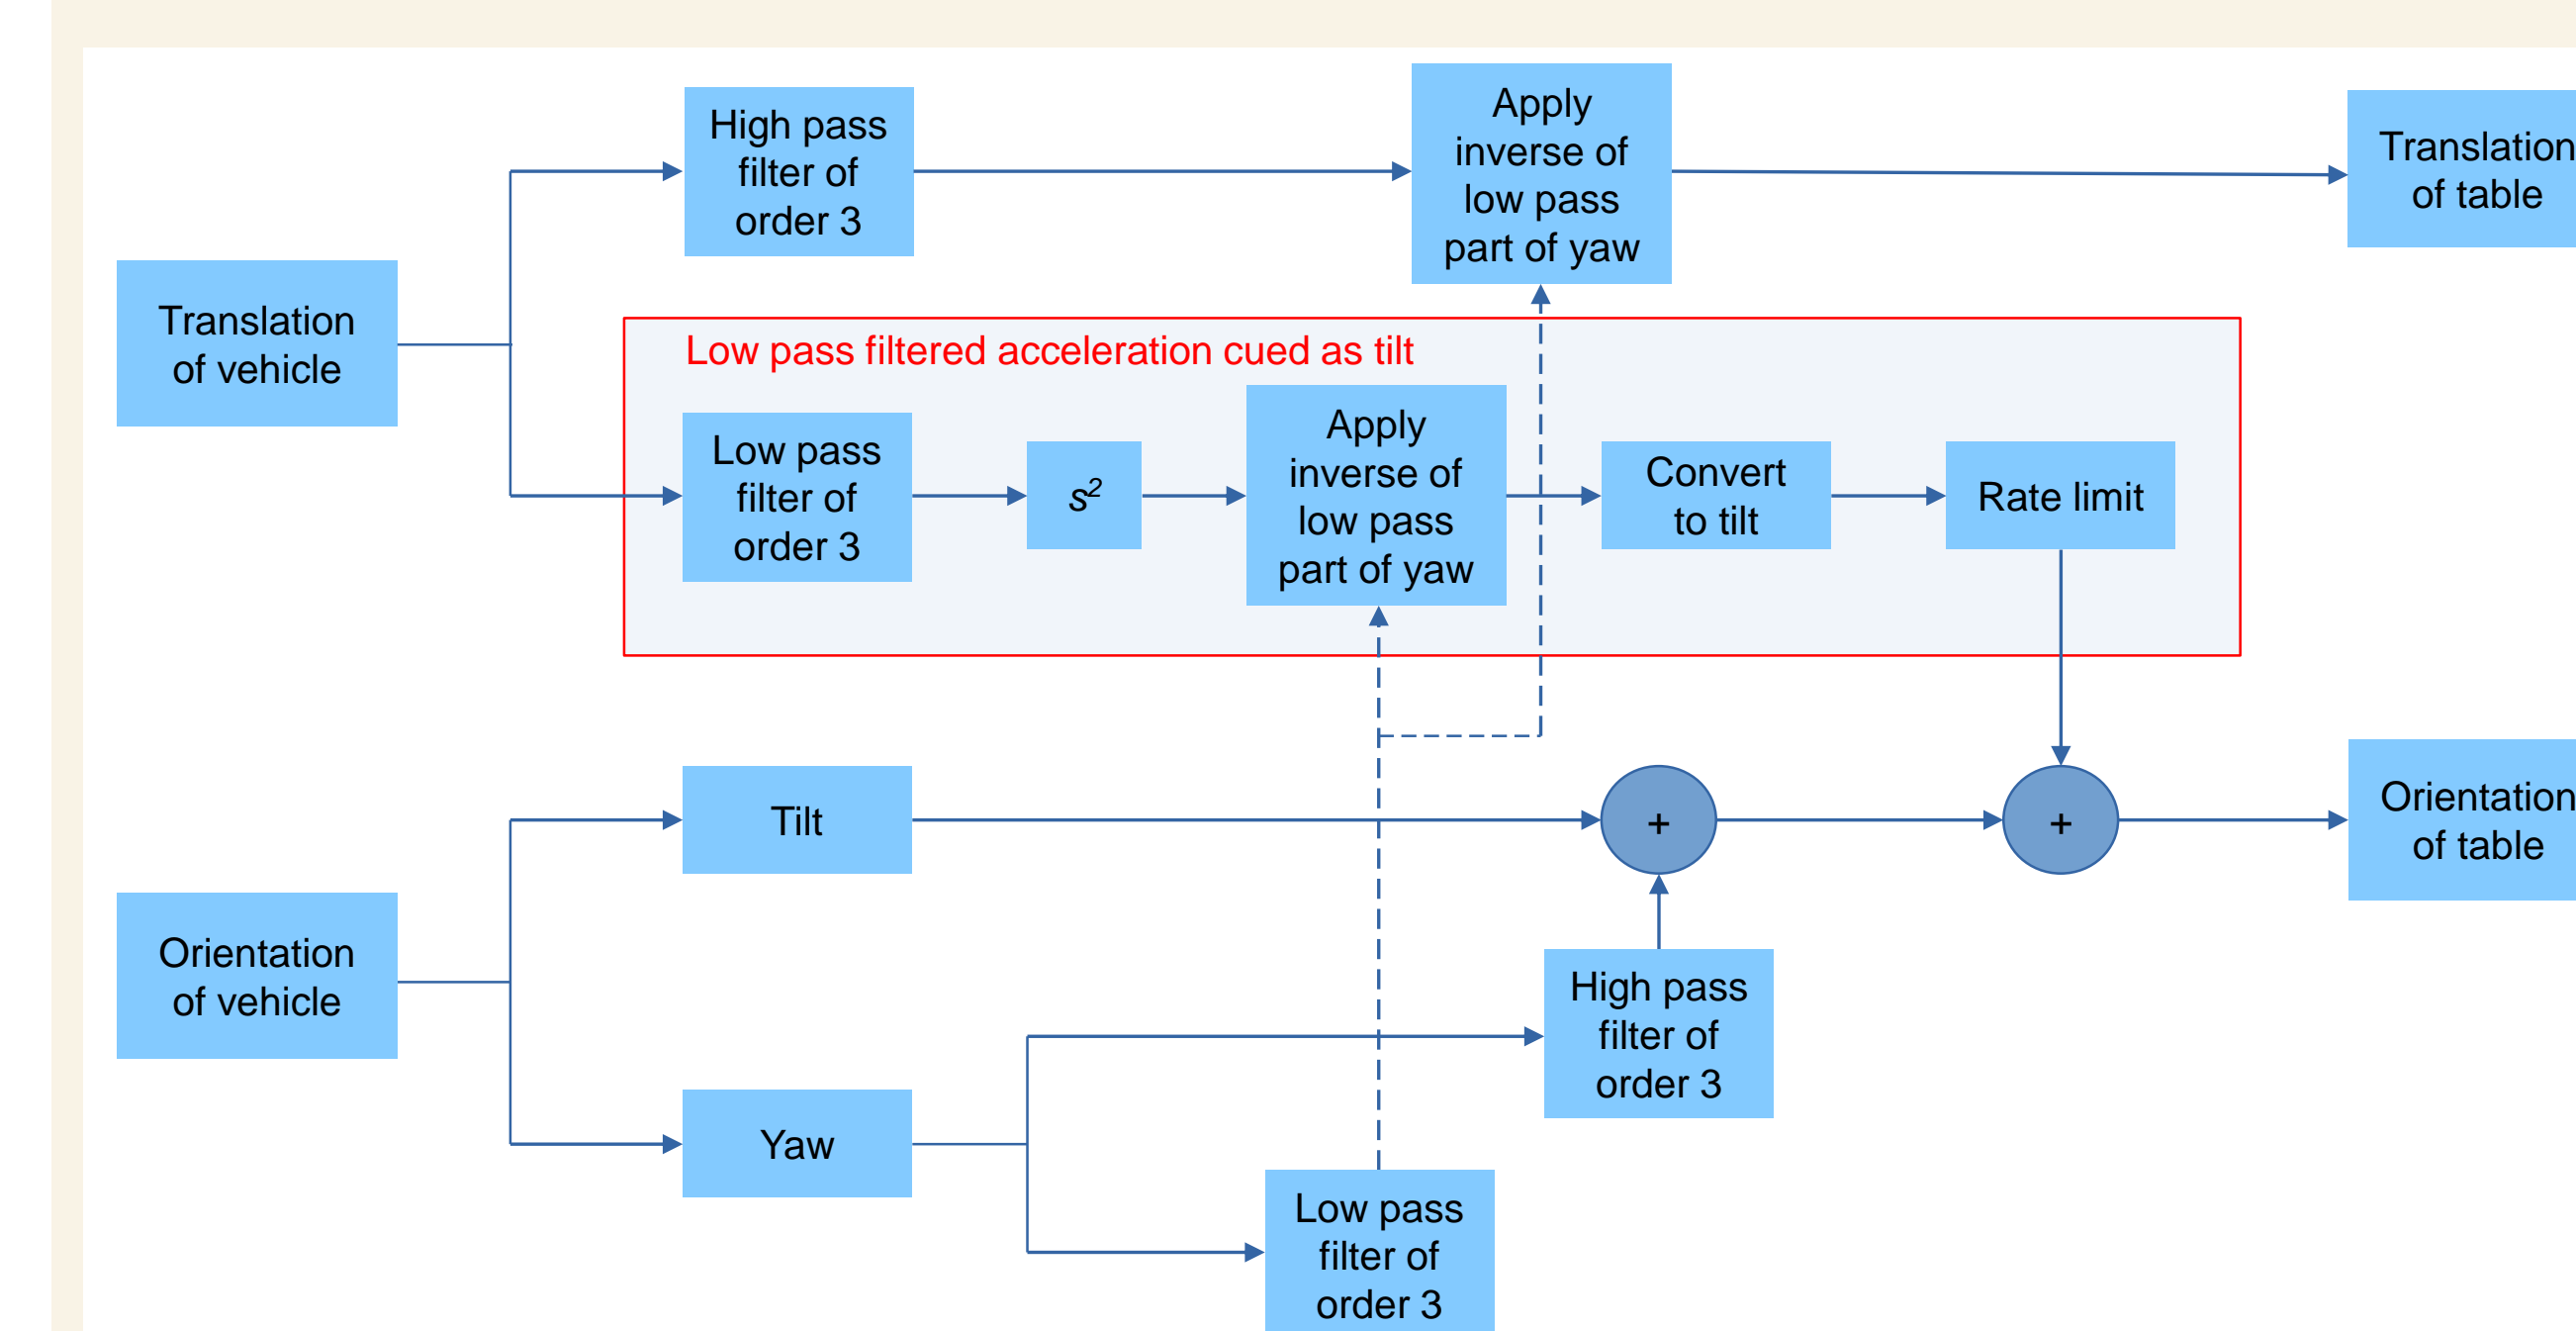 High pass
filter of
order 3
Apply
inverse of
low pass
part of yaw
Translation
of table
Translation
of vehicle
Low pass filtered acceleration cued as tilt
Low pass
filter of
order 3
s²
Apply
inverse of
low pass
part of yaw
Convert
to tilt
Rate limit
Tilt
+
+
Orientation
of table
Orientation
of vehicle
High pass
filter of
order 3
Yaw
Low pass
filter of
order 3